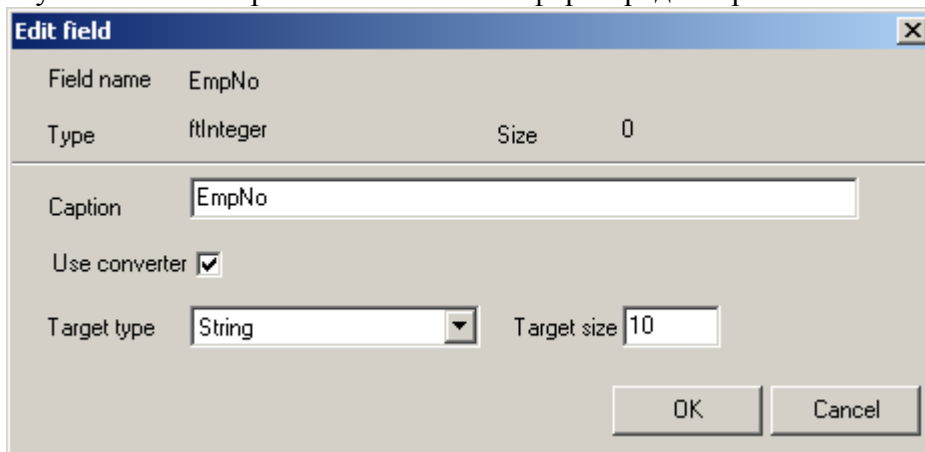 Edit field
Field name EmpNo
Type ftInteger Size 0
Caption EmpNo
Use converter
Target type String Target size 10
OK Cancel